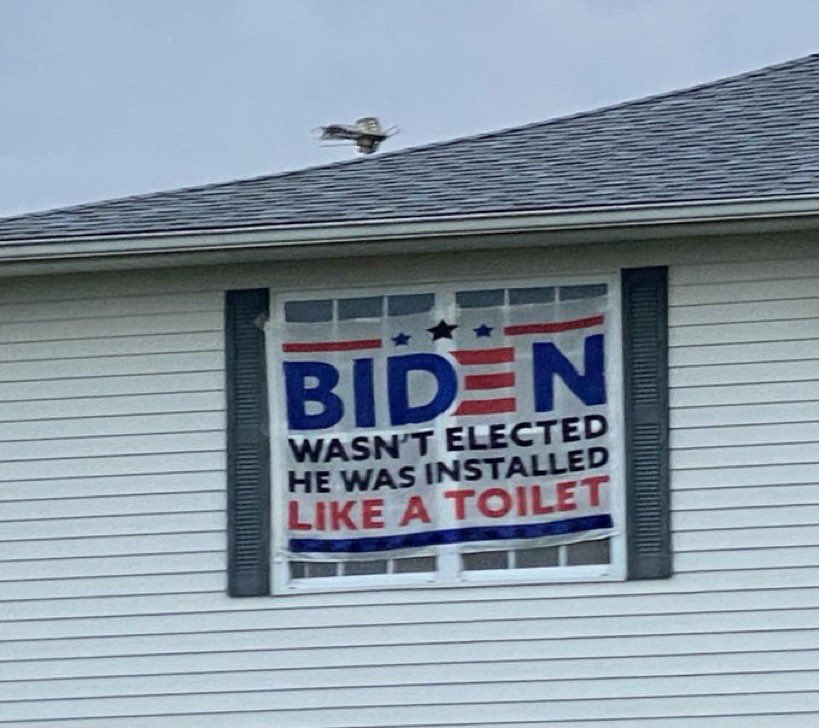 BIDEN
WASN'T ELECTED
HE WAS INSTALLED
LIKE A TOILET